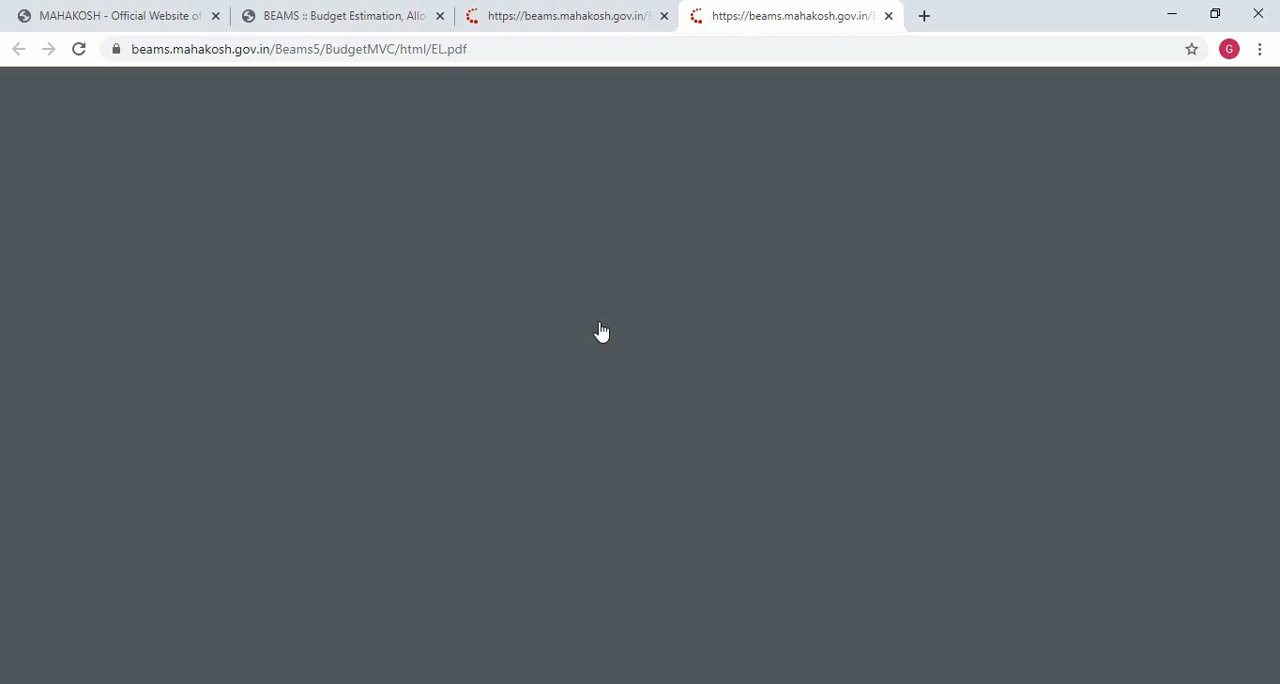 MAHAKOSH - Official Website of
BEAMS :: Budget Estimation, Allo
https://beams.mahakosh.gov.in/B
https://beams.mahakosh.gov.in/B
beams.mahakosh.gov.in/Beams5/BudgetMVC/html/EL.pdf
G